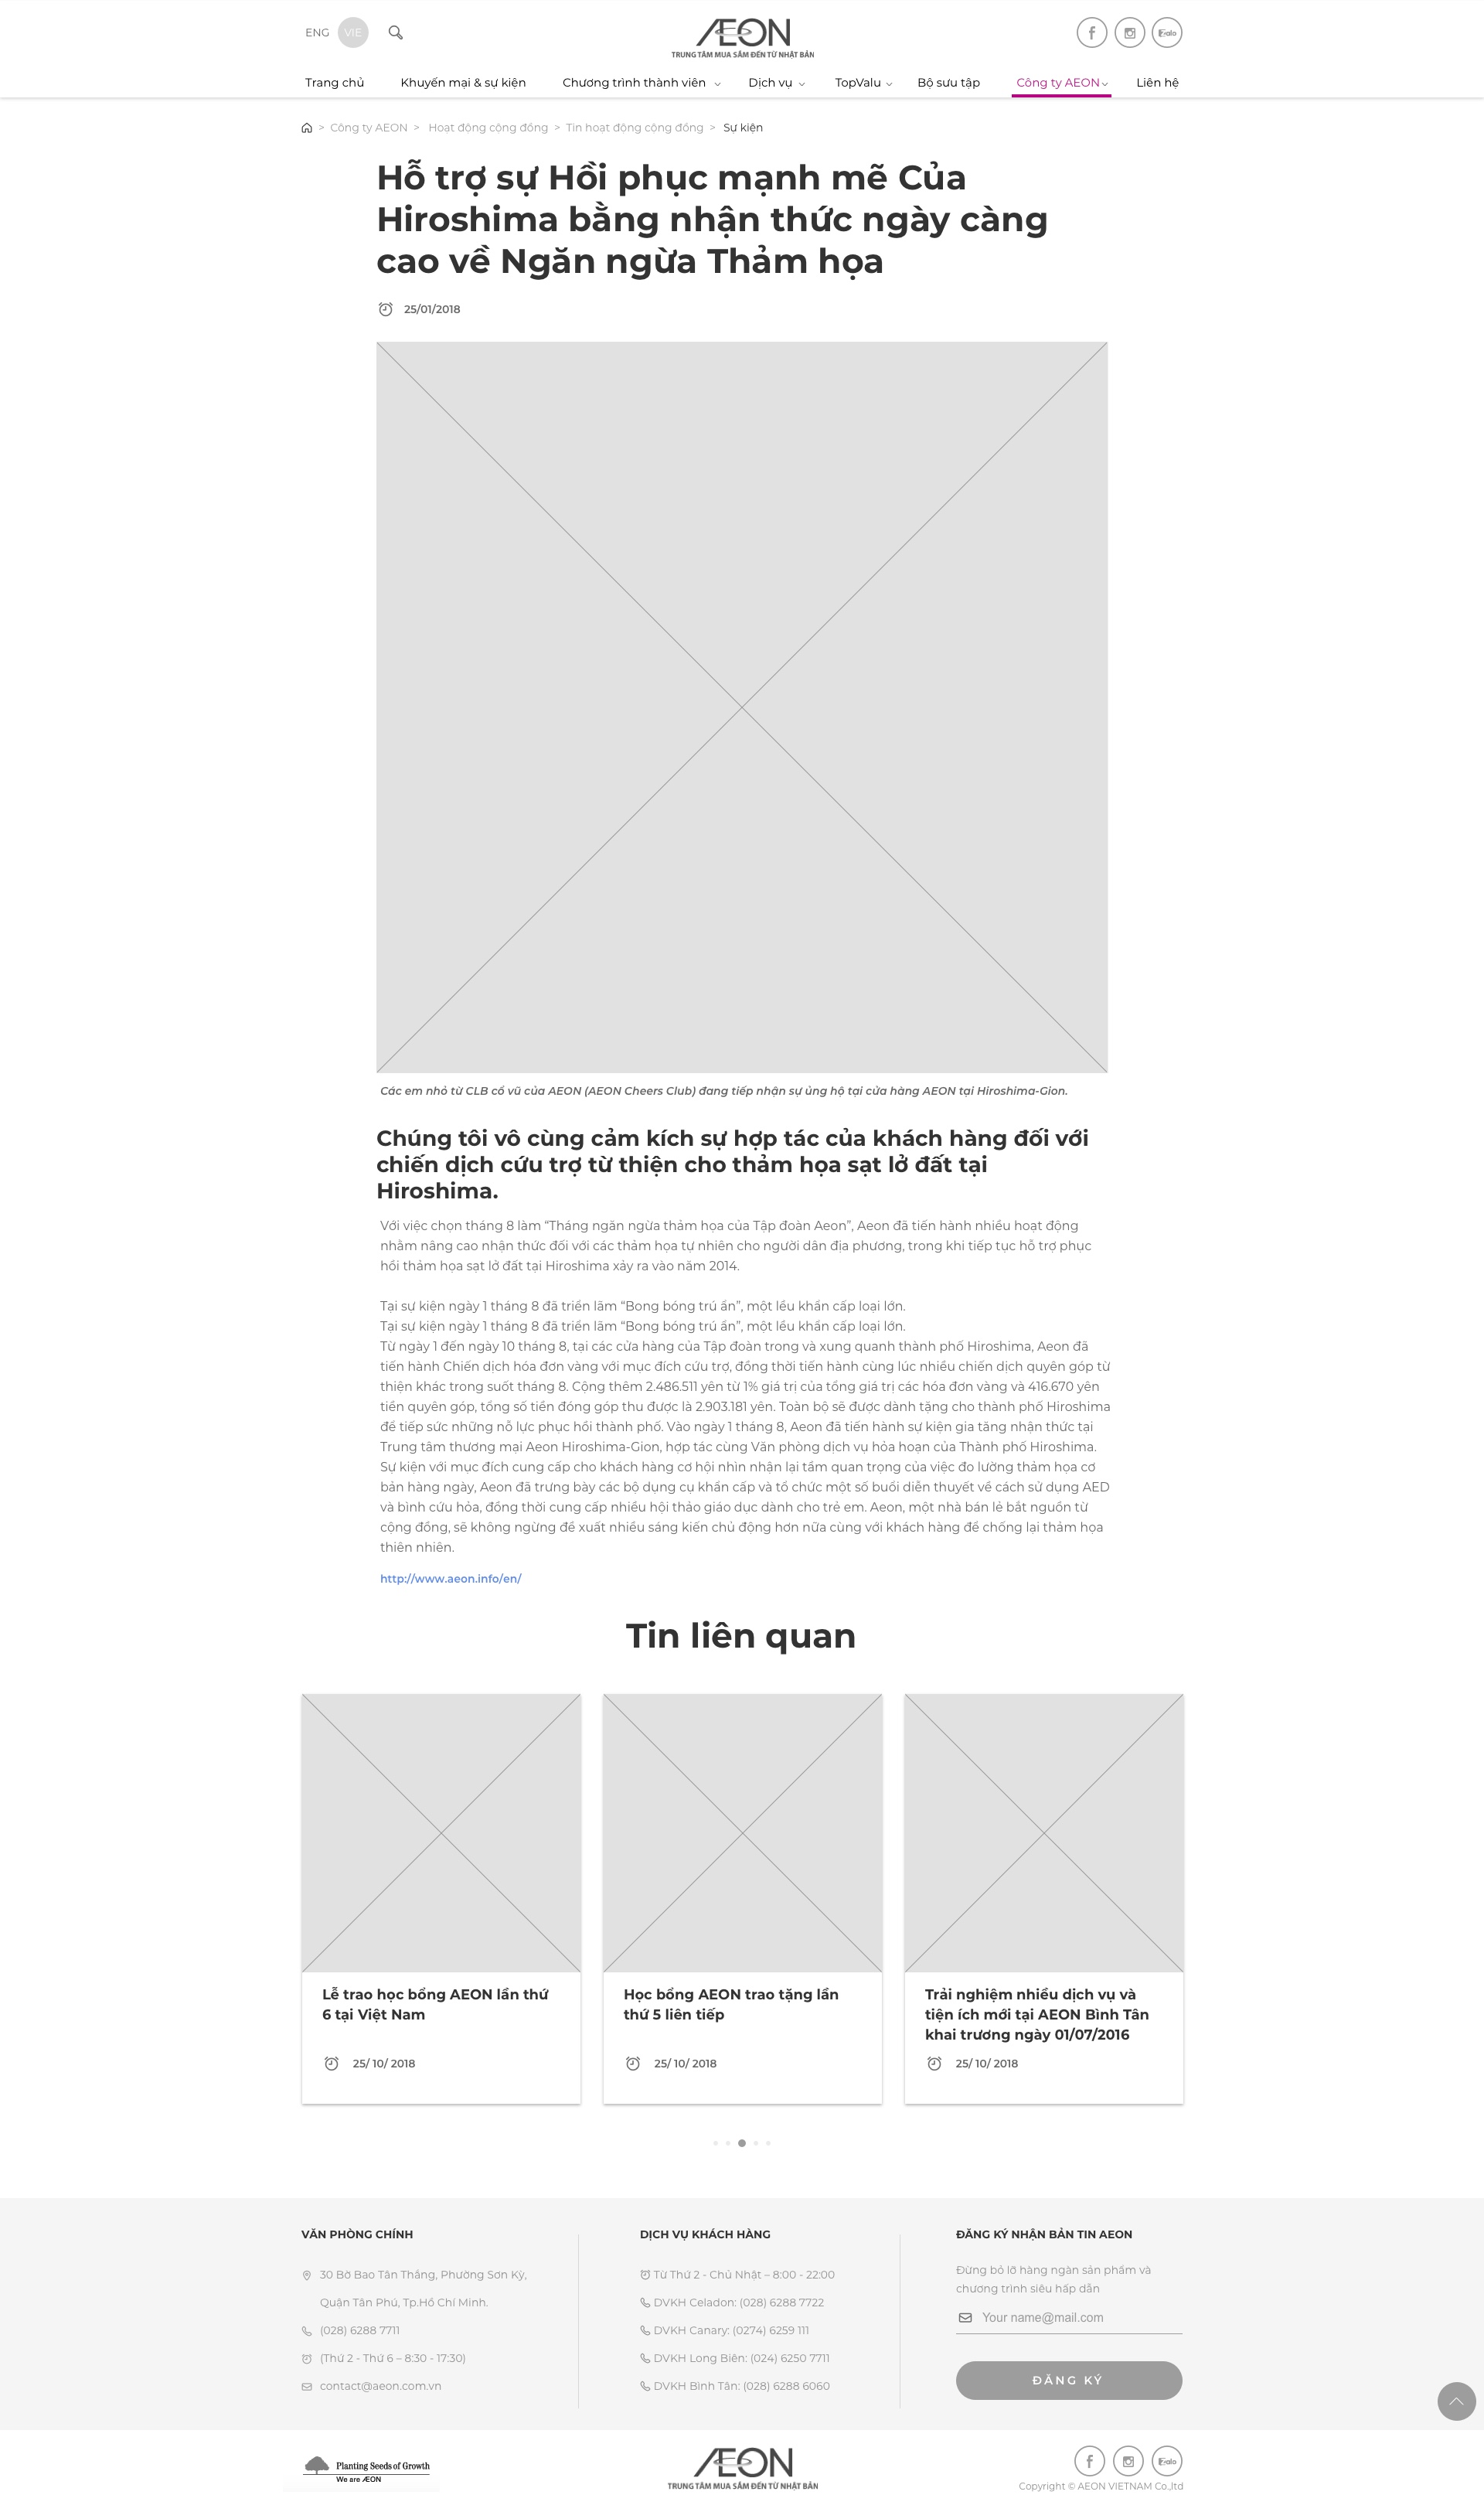 ENG
VIE
ÆON
TRUNG TÂM MUA SẮM ĐẾN TỪ NHẬT BẢN
Zalo
Trang chủ
Khuyến mại & sự kiện
Chương trình thành viên
Dịch vụ
TopValu
Bộ sưu tập
Công ty AEON
Liên hệ
> Công ty AEON > Hoạt động cộng đồng > Tin hoạt động cộng đồng > Sự kiện
Hỗ trợ sự Hồi phục mạnh mẽ Của
Hiroshima bằng nhận thức ngày càng
cao về Ngăn ngừa Thảm họa
25/01/2018
Các em nhỏ từ CLB cổ vũ của AEON (AEON Cheers Club) đang tiếp nhận sự ủng hộ tại cửa hàng AEON tại Hiroshima-Gion.
Chúng tôi vô cùng cảm kích sự hợp tác của khách hàng đối với
chiến dịch cứu trợ từ thiện cho thảm họa sạt lở đất tại
Hiroshima.
Với việc chọn tháng 8 làm “Tháng ngăn ngừa thảm họa của Tập đoàn Aeon”, Aeon đã tiến hành nhiều hoạt động
nhằm nâng cao nhận thức đối với các thảm họa tự nhiên cho người dân địa phương, trong khi tiếp tục hỗ trợ phục
hồi thảm họa sạt lở đất tại Hiroshima xảy ra vào năm 2014.
Tại sự kiện ngày 1 tháng 8 đã triển lãm “Bong bóng trú ẩn”, một lều khẩn cấp loại lớn.
Tại sự kiện ngày 1 tháng 8 đã triển lãm “Bong bóng trú ẩn”, một lều khẩn cấp loại lớn.
Từ ngày 1 đến ngày 10 tháng 8, tại các cửa hàng của Tập đoàn trong và xung quanh thành phố Hiroshima, Aeon đã
tiến hành Chiến dịch hóa đơn vàng với mục đích cứu trợ, đồng thời tiến hành cùng lúc nhiều chiến dịch quyên góp từ
thiện khác trong suốt tháng 8. Cộng thêm 2.486.511 yên từ 1% giá trị của tổng giá trị các hóa đơn vàng và 416.670 yên
tiền quyên góp, tổng số tiền đóng góp thu được là 2.903.181 yên. Toàn bộ sẽ được dành tặng cho thành phố Hiroshima
để tiếp sức những nỗ lực phục hồi thành phố. Vào ngày 1 tháng 8, Aeon đã tiến hành sự kiện gia tăng nhận thức tại
Trung tâm thương mại Aeon Hiroshima-Gion, hợp tác cùng Văn phòng dịch vụ hỏa hoạn của Thành phố Hiroshima.
Sự kiện với mục đích cung cấp cho khách hàng cơ hội nhìn nhận lại tầm quan trọng của việc đo lường thảm họa cơ
bản hàng ngày, Aeon đã trưng bày các bộ dụng cụ khẩn cấp và tổ chức một số buổi diễn thuyết về cách sử dụng AED
và bình cứu hỏa, đồng thời cung cấp nhiều hội thảo giáo dục dành cho trẻ em. Aeon, một nhà bán lẻ bắt nguồn từ
cộng đồng, sẽ không ngừng đề xuất nhiều sáng kiến chủ động hơn nữa cùng với khách hàng để chống lại thảm họa
thiên nhiên.
http://www.aeon.info/en/
Tin liên quan
Lễ trao học bổng AEON lần thứ
6 tại Việt Nam
25/ 10/ 2018
Học bổng AEON trao tặng lần
thứ 5 liên tiếp
25/ 10/ 2018
Trải nghiệm nhiều dịch vụ và
tiện ích mới tại AEON Bình Tân
khai trương ngày 01/07/2016
25/ 10/ 2018
VĂN PHÒNG CHÍNH
30 Bờ Bao Tân Thắng, Phường Sơn Kỳ,
Quận Tân Phú, Tp.Hồ Chí Minh.
(028) 6288 7711
(Thứ 2 - Thứ 6 – 8:30 - 17:30)
contact@aeon.com.vn
DỊCH VỤ KHÁCH HÀNG
Từ Thứ 2 - Chủ Nhật – 8:00 - 22:00
DVKH Celadon: (028) 6288 7722
DVKH Canary: (0274) 6259 111
DVKH Long Biên: (024) 6250 7711
DVKH Bình Tân: (028) 6288 6060
ĐĂNG KÝ NHẬN BẢN TIN AEON
Đừng bỏ lỡ hàng ngàn sản phẩm và
chương trình siêu hấp dẫn
Your name@mail.com
ĐĂNG KÝ
Planting Seeds of Growth
We are ÆON
ÆON
TRUNG TÂM MUA SẮM ĐẾN TỪ NHẬT BẢN
Zalo
Copyright © AEON VIETNAM Co.,ltd